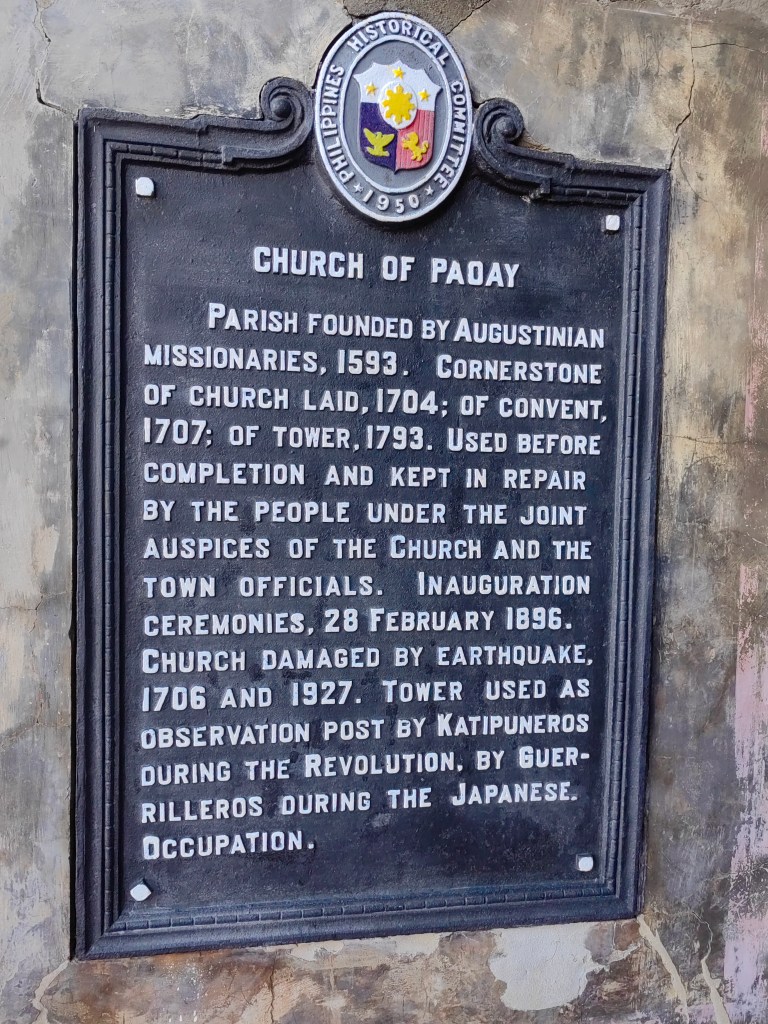 PHILIPPINES HISTORICAL COMMITTEE
★ 1950 ★
CHURCH OF PAOAY
PARISH FOUNDED BY AUGUSTINIAN
MISSIONARIES, 1593. CORNERSTONE
OF CHURCH LAID, 1704; OF CONVENT,
1707; OF TOWER, 1793. USED BEFORE
COMPLETION AND KEPT IN REPAIR
BY THE PEOPLE UNDER THE JOINT
AUSPICES OF THE CHURCH AND THE
TOWN OFFICIALS. INAUGURATION
CEREMONIES, 28 FEBRUARY 1896.
CHURCH DAMAGED BY EARTHQUAKE,
1706 AND 1927. TOWER USED AS
OBSERVATION POST BY KATIPUNEROS
DURING THE REVOLUTION, BY GUER-
RILLEROS DURING THE JAPANESE.
OCCUPATION.